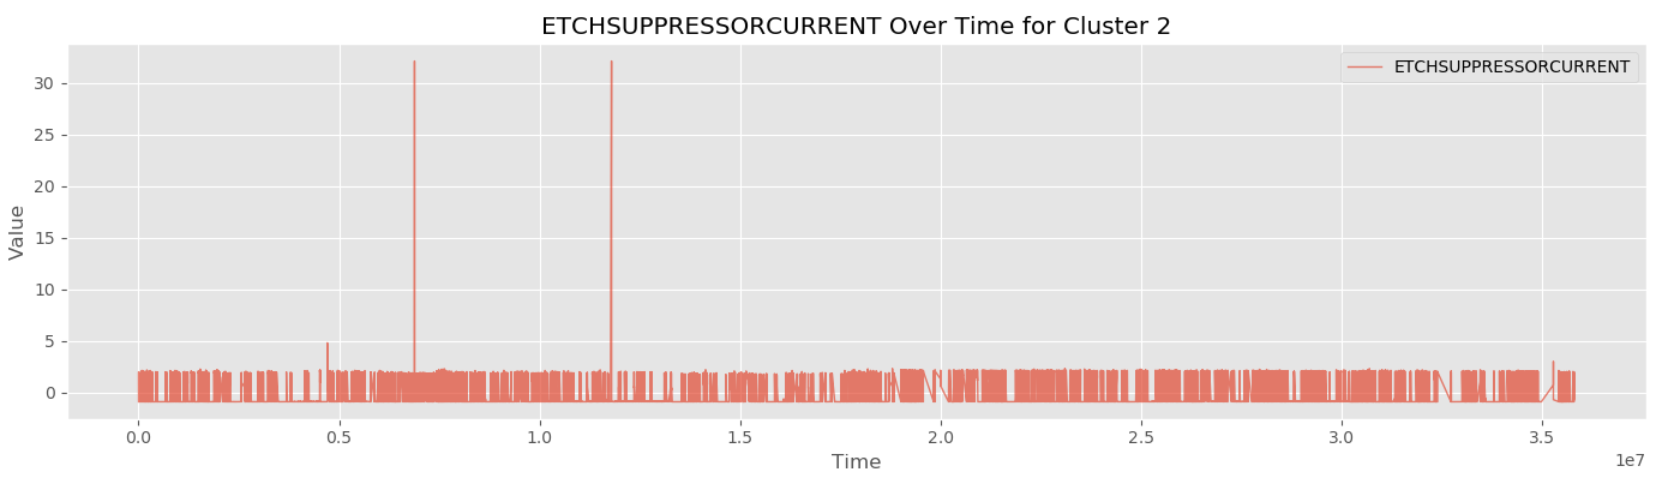 ETCHSUPPRESSORCURRENT Over Time for Cluster 2
ETCHSUPPRESSORCURRENT
30
25
20
15
10
5
0
Value
0.0 0.5 1.0 1.5 2.0 2.5 3.0 3.5
1e7
Time